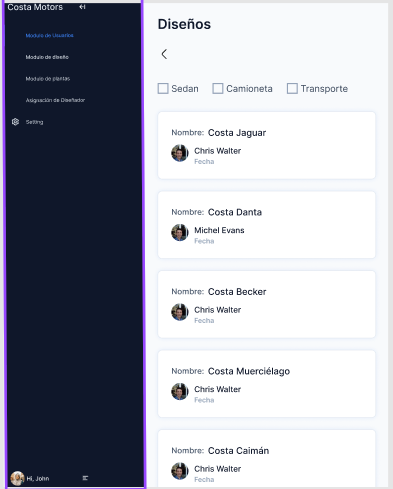 Costa Motors
Modulo de Usuarios
Modulo de diseño
Modulo de plantas
Asignación de Diseñador
Setting
Hi, John
Diseños
Sedan Camioneta Transporte
Nombre: Costa Jaguar
Chris Walter
Fecha
Nombre: Costa Danta
Michel Evans
Fecha
Nombre: Costa Becker
Chris Walter
Fecha
Nombre: Costa Muerciélago
Chris Walter
Fecha
Nombre: Costa Caimán
Chris Walter
Fecha